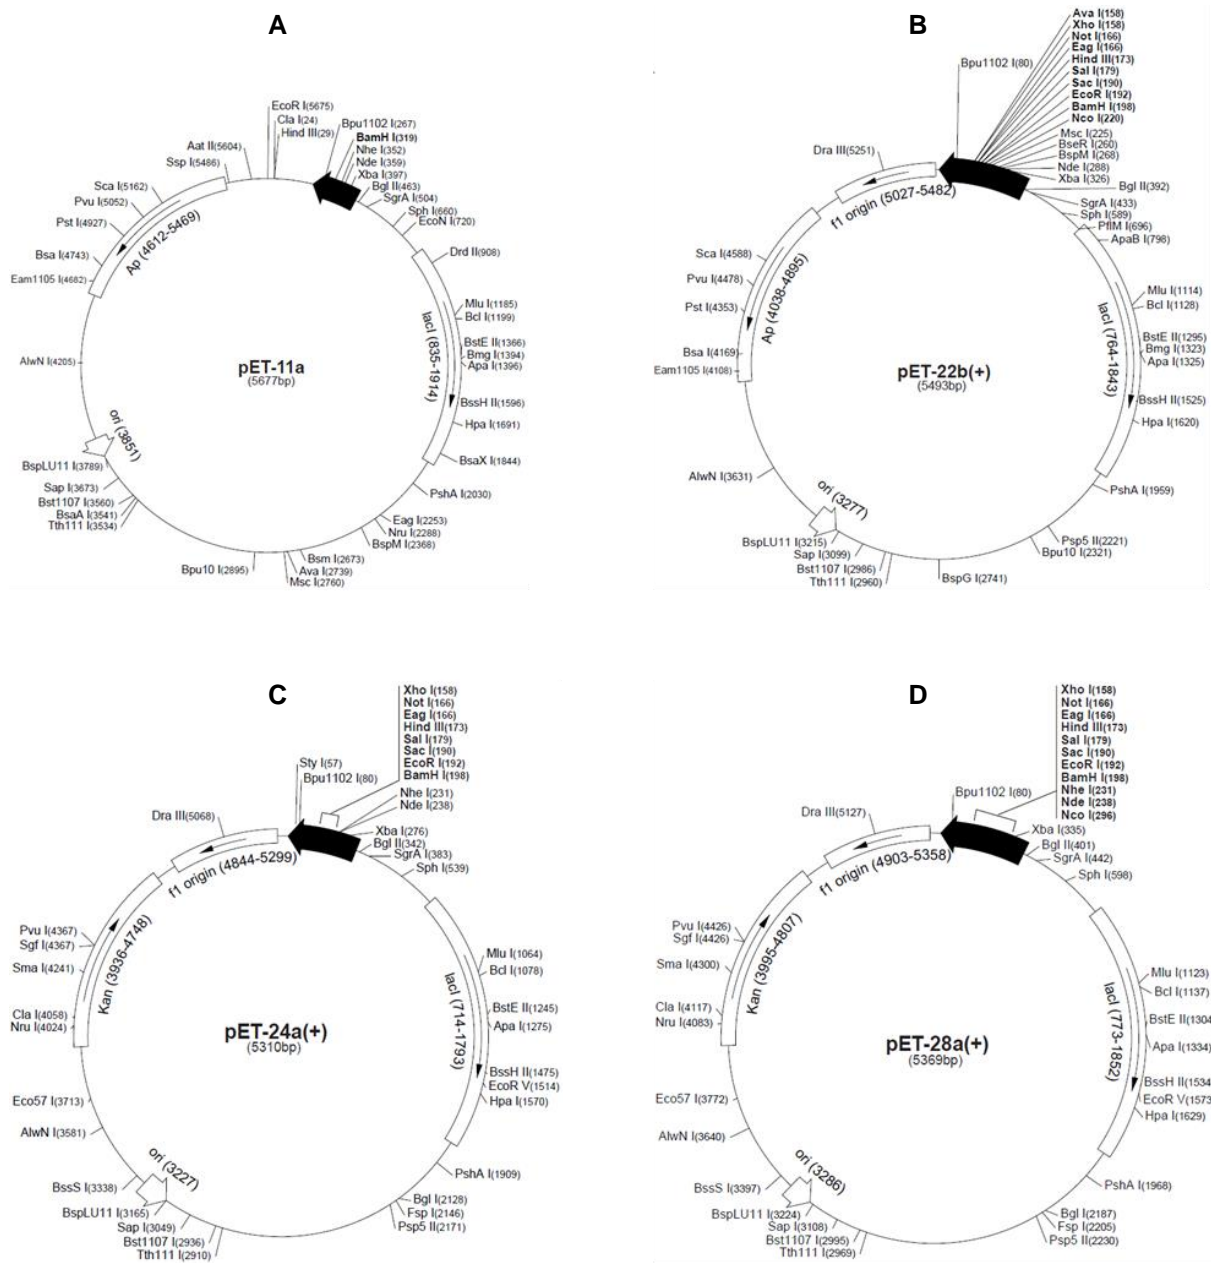 A
EcoR I(5675)
Cla I(24)
Hind III(29)
Bpu1102 I(267)
BamH I(319)
Nhe I(352)
Nde I(359)
Xba I(397)
Bgl II(463)
SgrA I(504)
Sph I(660)
EcoN I(720)
Drd II(908)
Mlu I(1185)
Bcl I(1199)
BstE II(1366)
Bmg I(1394)
Apa I(1396)
BssH II(1596)
Hpa I(1691)
BsaX I(1844)
PshA I(2030)
Eag I(2253)
Nru I(2288)
BspM I(2368)
Bsm I(2673)
Ava I(2739)
Msc I(2760)
Bpu10 I(2895)
Tth111 I(3534)
BsaA I(3541)
Bst1107 I(3560)
Sap I(3673)
BspLU11 I(3789)
AlwN I(4205)
Eam1105 I(4682)
Bsa I(4743)
Pst I(4927)
Pvu I(5052)
Sca I(5162)
Ssp I(5486)
Aat II(5604)
Ap (4612-5469)
lacI (835-1914)
ori (3851)
pET-11a
(5677bp)
B
Ava I(158)
Xho I(158)
Not I(166)
Eag I(166)
Hind III(173)
Sal I(179)
Sac I(190)
EcoR I(192)
BamH I(198)
Nco I(220)
Bpu1102 I(80)
Msc I(225)
BseR I(260)
BspM I(268)
Nde I(288)
Xba I(326)
Bgl II(392)
SgrA I(433)
Sph I(589)
PflM I(696)
ApaB I(798)
Mlu I(1114)
Bcl I(1128)
BstE II(1295)
Bmg I(1323)
Apa I(1325)
BssH II(1525)
Hpa I(1620)
PshA I(1959)
Psp5 II(2221)
Bpu10 I(2321)
BspG I(2741)
Tth111 I(2960)
Bst1107 I(2986)
Sap I(3099)
BspLU11 I(3215)
AlwN I(3631)
Eam1105 I(4108)
Bsa I(4169)
Pst I(4353)
Pvu I(4478)
Sca I(4588)
Dra III(5251)
f1 origin (5027-5482)
Ap (4038-4895)
lacI (764-1843)
ori (3277)
pET-22b(+)
(5493bp)
C
Xho I(158)
Not I(166)
Eag I(166)
Hind III(173)
Sal I(179)
Sac I(190)
EcoR I(192)
BamH I(198)
Sty I(57)
Bpu1102 I(80)
Nhe I(231)
Nde I(238)
Xba I(276)
Bgl II(342)
SgrA I(383)
Sph I(539)
Mlu I(1064)
Bcl I(1078)
BstE II(1245)
Apa I(1275)
BssH II(1475)
EcoR V(1514)
Hpa I(1570)
PshA I(1909)
Bgl I(2128)
Fsp I(2146)
Psp5 II(2171)
Tth111 I(2910)
Bst1107 I(2936)
Sap I(3049)
BspLU11 I(3165)
BssS I(3338)
AlwN I(3581)
Eco57 I(3713)
Nru I(4024)
Cla I(4058)
Sma I(4241)
Sgf I(4367)
Pvu I(4367)
Dra III(5068)
f1 origin (4844-5299)
Kan (3936-4748)
lacI (714-1793)
ori (3227)
pET-24a(+)
(5310bp)
D
Xho I(158)
Not I(166)
Eag I(166)
Hind III(173)
Sal I(179)
Sac I(190)
EcoR I(192)
BamH I(198)
Nhe I(231)
Nde I(238)
Nco I(296)
Bpu1102 I(80)
Xba I(335)
Bgl II(401)
SgrA I(442)
Sph I(598)
Mlu I(1123)
Bcl I(1137)
BstE II(1304
Apa I(1334)
BssH II(1534
EcoR V(1573
Hpa I(1629)
PshA I(1968)
Bgl I(2187)
Fsp I(2205)
Psp5 II(2230)
Tth111 I(2969)
Bst1107 I(2995)
Sap I(3108)
BspLU11 I(3224)
BssS I(3397)
AlwN I(3640)
Eco57 I(3772)
Nru I(4083)
Cla I(4117)
Sma I(4300)
Sgf I(4426)
Pvu I(4426)
Dra III(5127)
f1 origin (4903-5358)
Kan (3995-4807)
lacI (773-1852)
ori (3286)
pET-28a(+)
(5369bp)